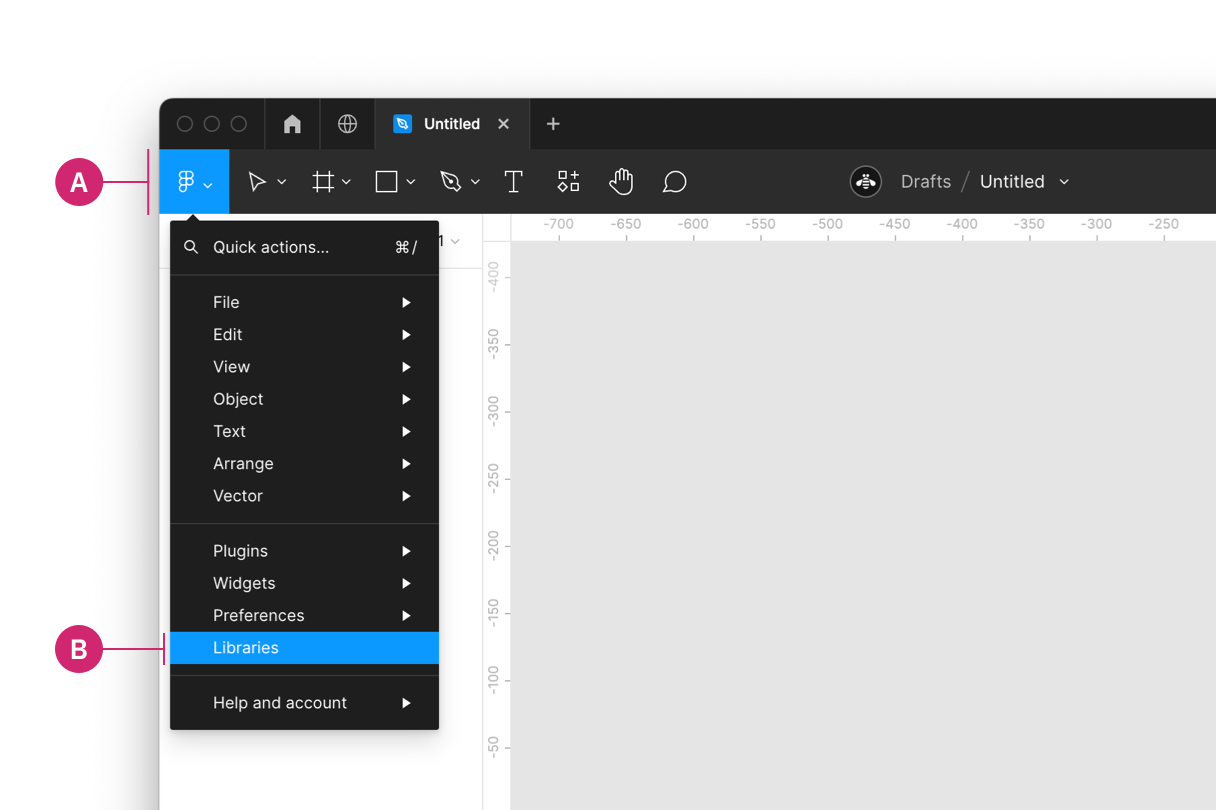 Untitled
A
Drafts / Untitled
Quick actions... ⌘/
1
-700 -650 -600 -550 -500 -450 -400 -350 -300 -250
File
Edit
View
Object
Text
Arrange
Vector
Plugins
Widgets
Preferences
B
Libraries
Help and account
-400
-350
-300
-250
-200
-150
-100
-50